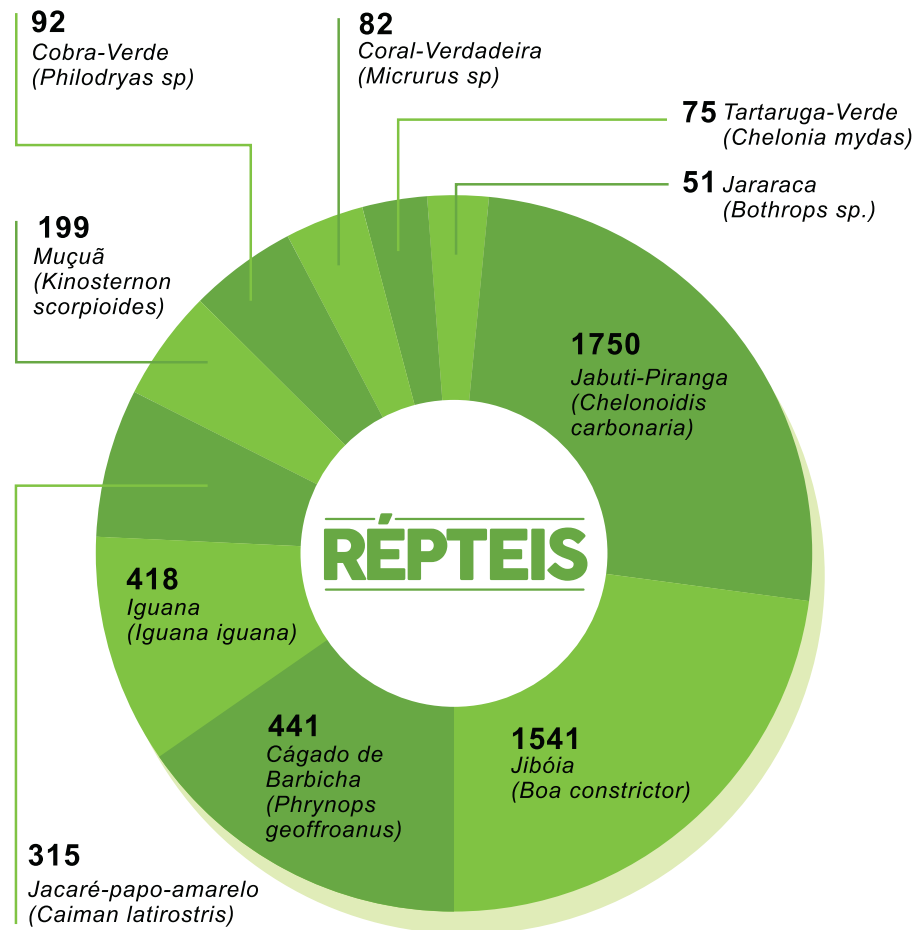 92
Cobra-Verde
(Philodryas sp)
82
Coral-Verdadeira
(Micrurus sp)
75 Tartaruga-Verde
(Chelonia mydas)
51 Jararaca
(Bothrops sp.)
199
Muçuã
(Kinosternon
scorpioides)
1750
Jabuti-Piranga
(Chelonoidis
carbonaria)
RÉPTEIS
418
Iguana
(Iguana iguana)
441
Cágado de
Barbicha
(Phrynops
geoffroanus)
1541
Jibóia
(Boa constrictor)
315
Jacaré-papo-amarelo
(Caiman latirostris)